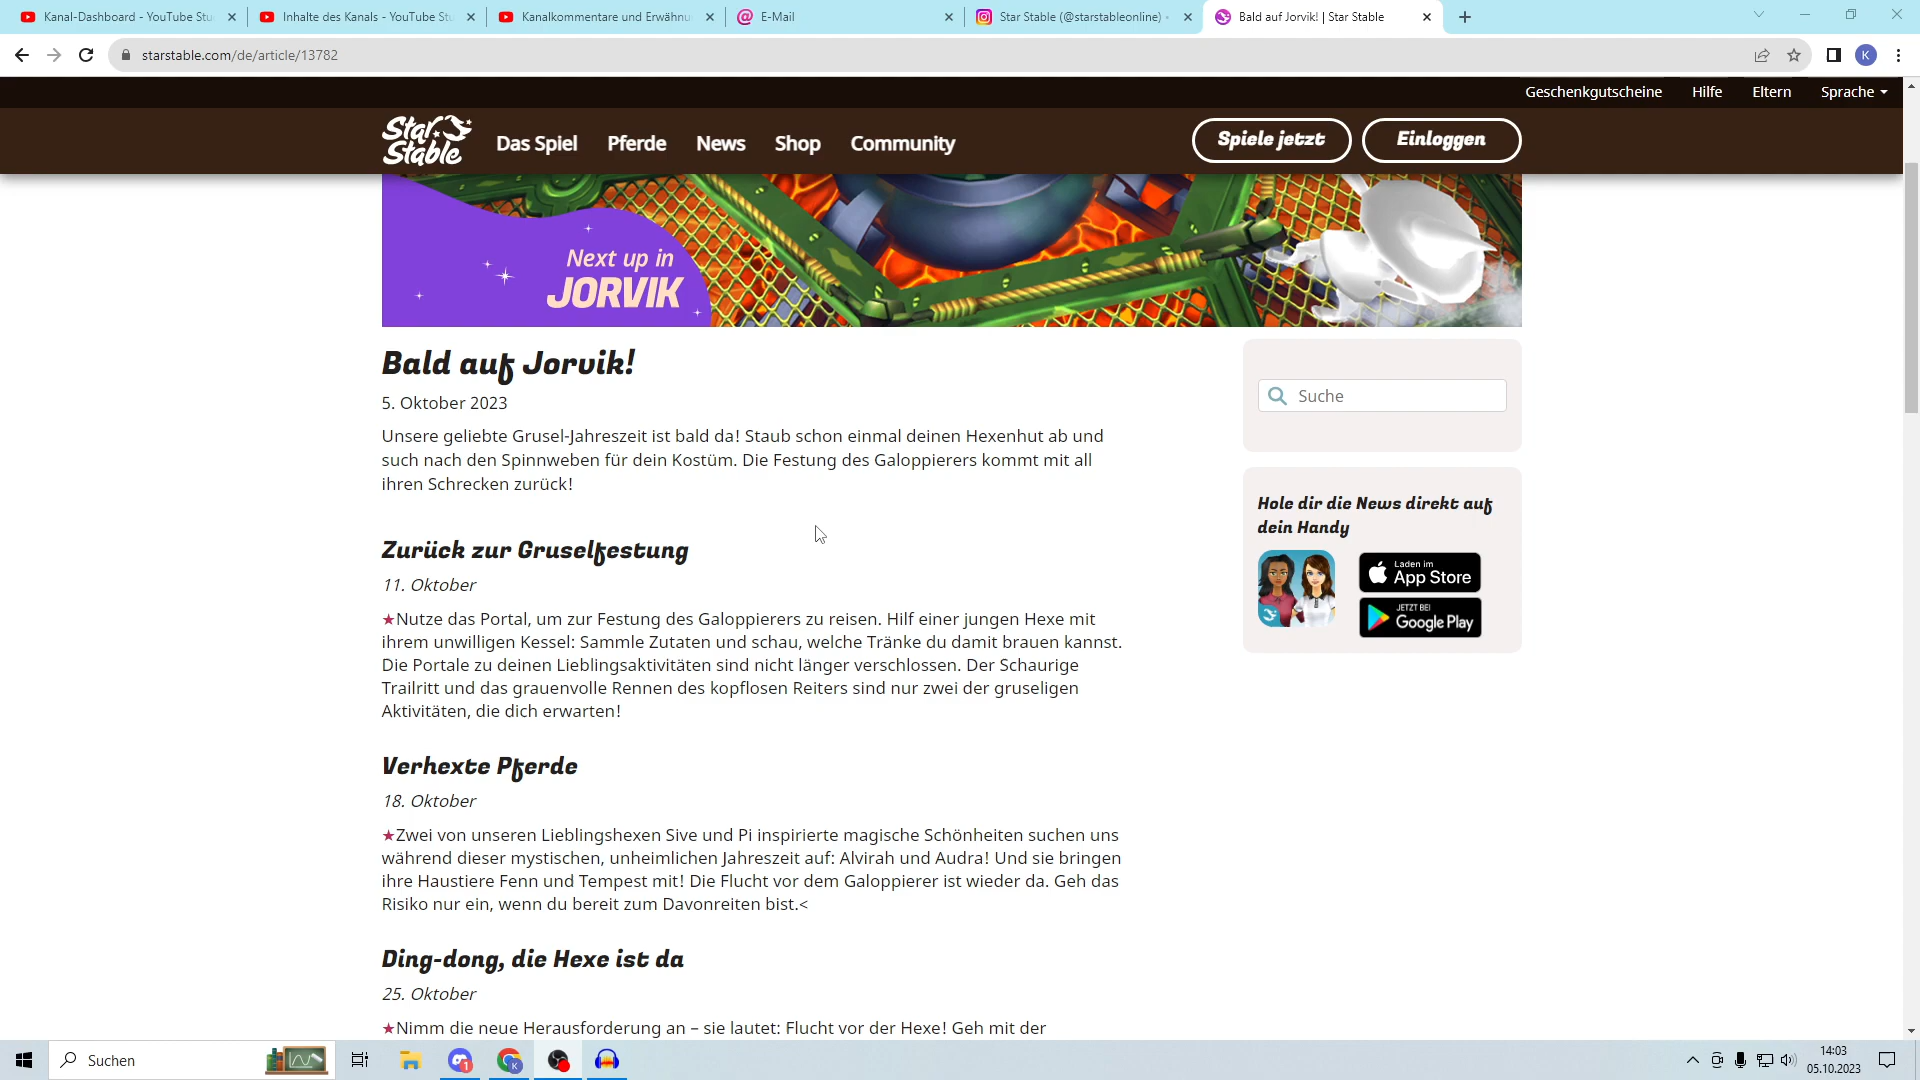 Kanal-Dashboard - YouTube Stu
Inhalte des Kanals - YouTube Stu
Kanalkommentare und Erwähnu
E-Mail
Star Stable (@starstableonline) •
Bald auf Jorvik! | Star Stable
starstable.com/de/article/13782
K
Geschenkgutscheine
Hilfe
Eltern
Sprache
Star Stable
Das Spiel
Pferde
News
Shop
Community
Spiele jetzt
Einloggen
Next up in
JORVIK
Bald auf Jorvik!
5. Oktober 2023
Unsere geliebte Grusel-Jahreszeit ist bald da! Staub schon einmal deinen Hexenhut ab und
such nach den Spinnweben für dein Kostüm. Die Festung des Galoppierers kommt mit all
ihren Schrecken zurück!
Zurück zur Gruselfestung
11. Oktober
★Nutze das Portal, um zur Festung des Galoppierers zu reisen. Hilf einer jungen Hexe mit
ihrem unwilligen Kessel: Sammle Zutaten und schau, welche Tränke du damit brauen kannst.
Die Portale zu deinen Lieblingsaktivitäten sind nicht länger verschlossen. Der Schaurige
Trailritt und das grauenvolle Rennen des kopflosen Reiters sind nur zwei der gruseligen
Aktivitäten, die dich erwarten!
Verhexte Pferde
18. Oktober
★Zwei von unseren Lieblingshexen Sive und Pi inspirierte magische Schönheiten suchen uns
während dieser mystischen, unheimlichen Jahreszeit auf: Alvirah und Audra! Und sie bringen
ihre Haustiere Fenn und Tempest mit! Die Flucht vor dem Galoppierer ist wieder da. Geh das
Risiko nur ein, wenn du bereit zum Davonreiten bist.<
Ding-dong, die Hexe ist da
25. Oktober
★Nimm die neue Herausforderung an – sie lautet: Flucht vor der Hexe! Geh mit der
Suche
Hole dir die News direkt auf
dein Handy
Laden im
App Store
JETZT BEI
Google Play
Suchen
1
K
14:03
05.10.2023